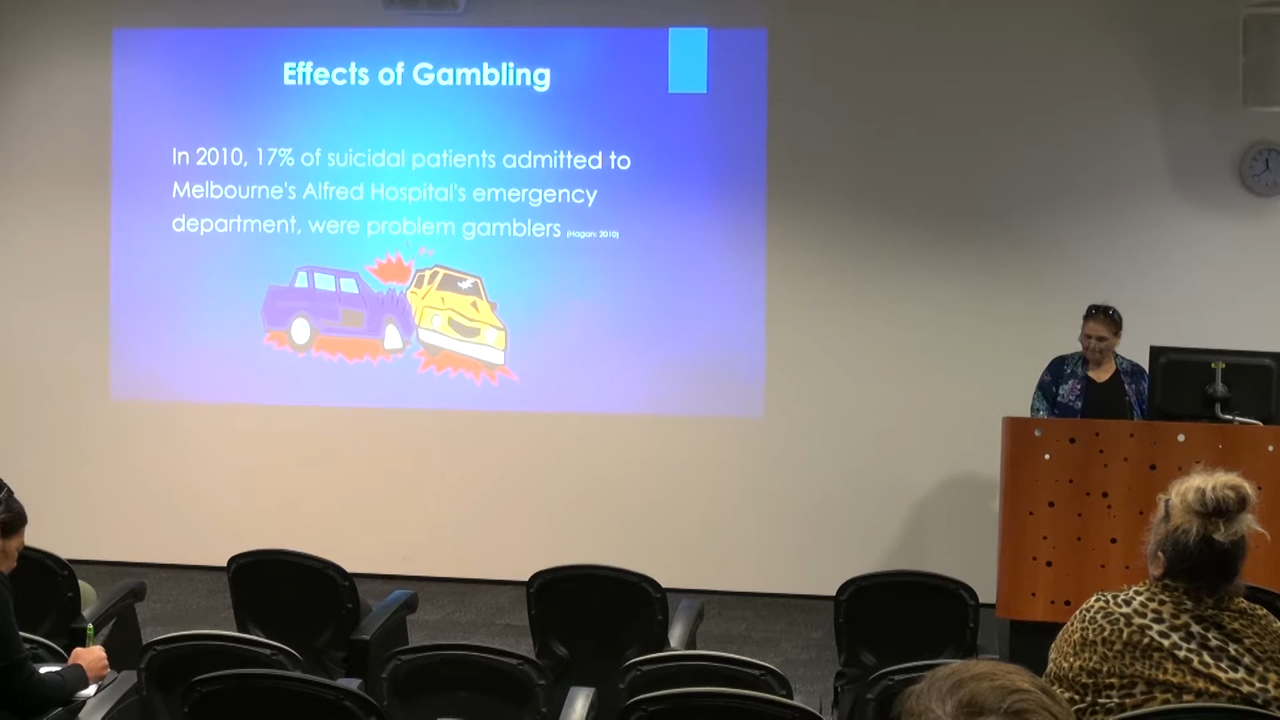 Effects of Gambling
In 2010, 17% of suicidal patients admitted to
Melbourne's Alfred Hospital's emergency
department, were problem gamblers (Hagan: 2010)